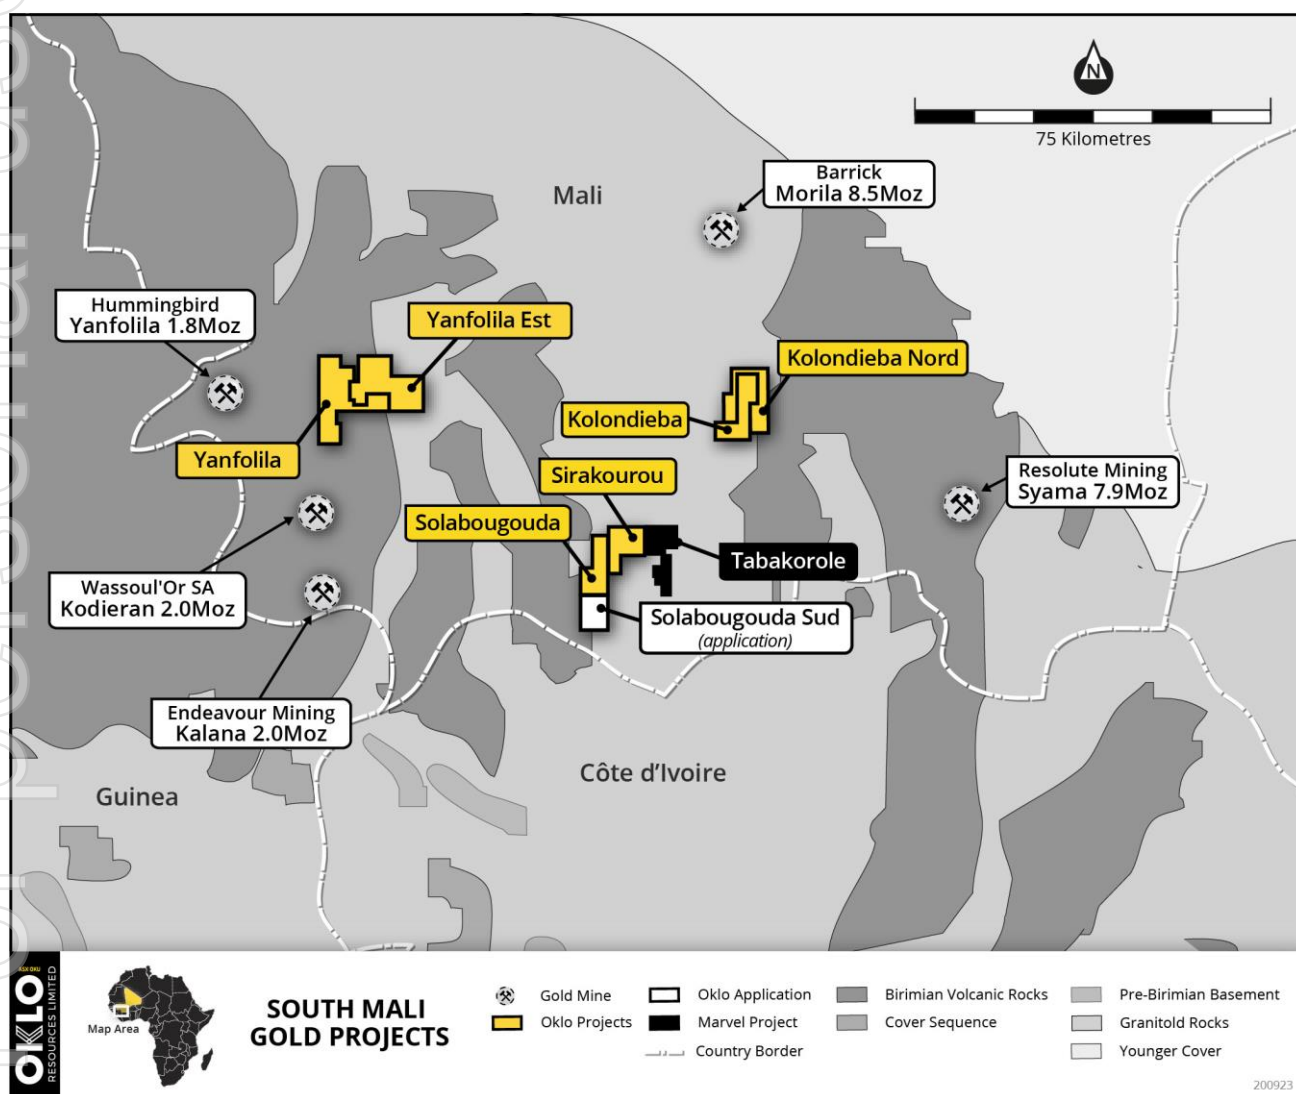 N
75 Kilometres
Barrick
Morila 8.5Moz
Mali
Hummingbird
Yanfolila 1.8Moz
Yanfolila Est
Kolondieba Nord
Kolondieba
Yanfolila
Sirakourou
Resolute Mining
Syama 7.9Moz
Solabougouda
Tabakorole
Wassoul'Or SA
Kodieran 2.0Moz
Solabougouda Sud
(application)
Endeavour Mining
Kalana 2.0Moz
Côte d'Ivoire
Guinea
ASX OKU
OKLO
RESOURCES LIMITED
Map Area
SOUTH MALI
GOLD PROJECTS
Gold Mine
Oklo Projects
Oklo Application
Marvel Project
Country Border
Birimian Volcanic Rocks
Cover Sequence
Pre-Birimian Basement
Granitold Rocks
Younger Cover
200923